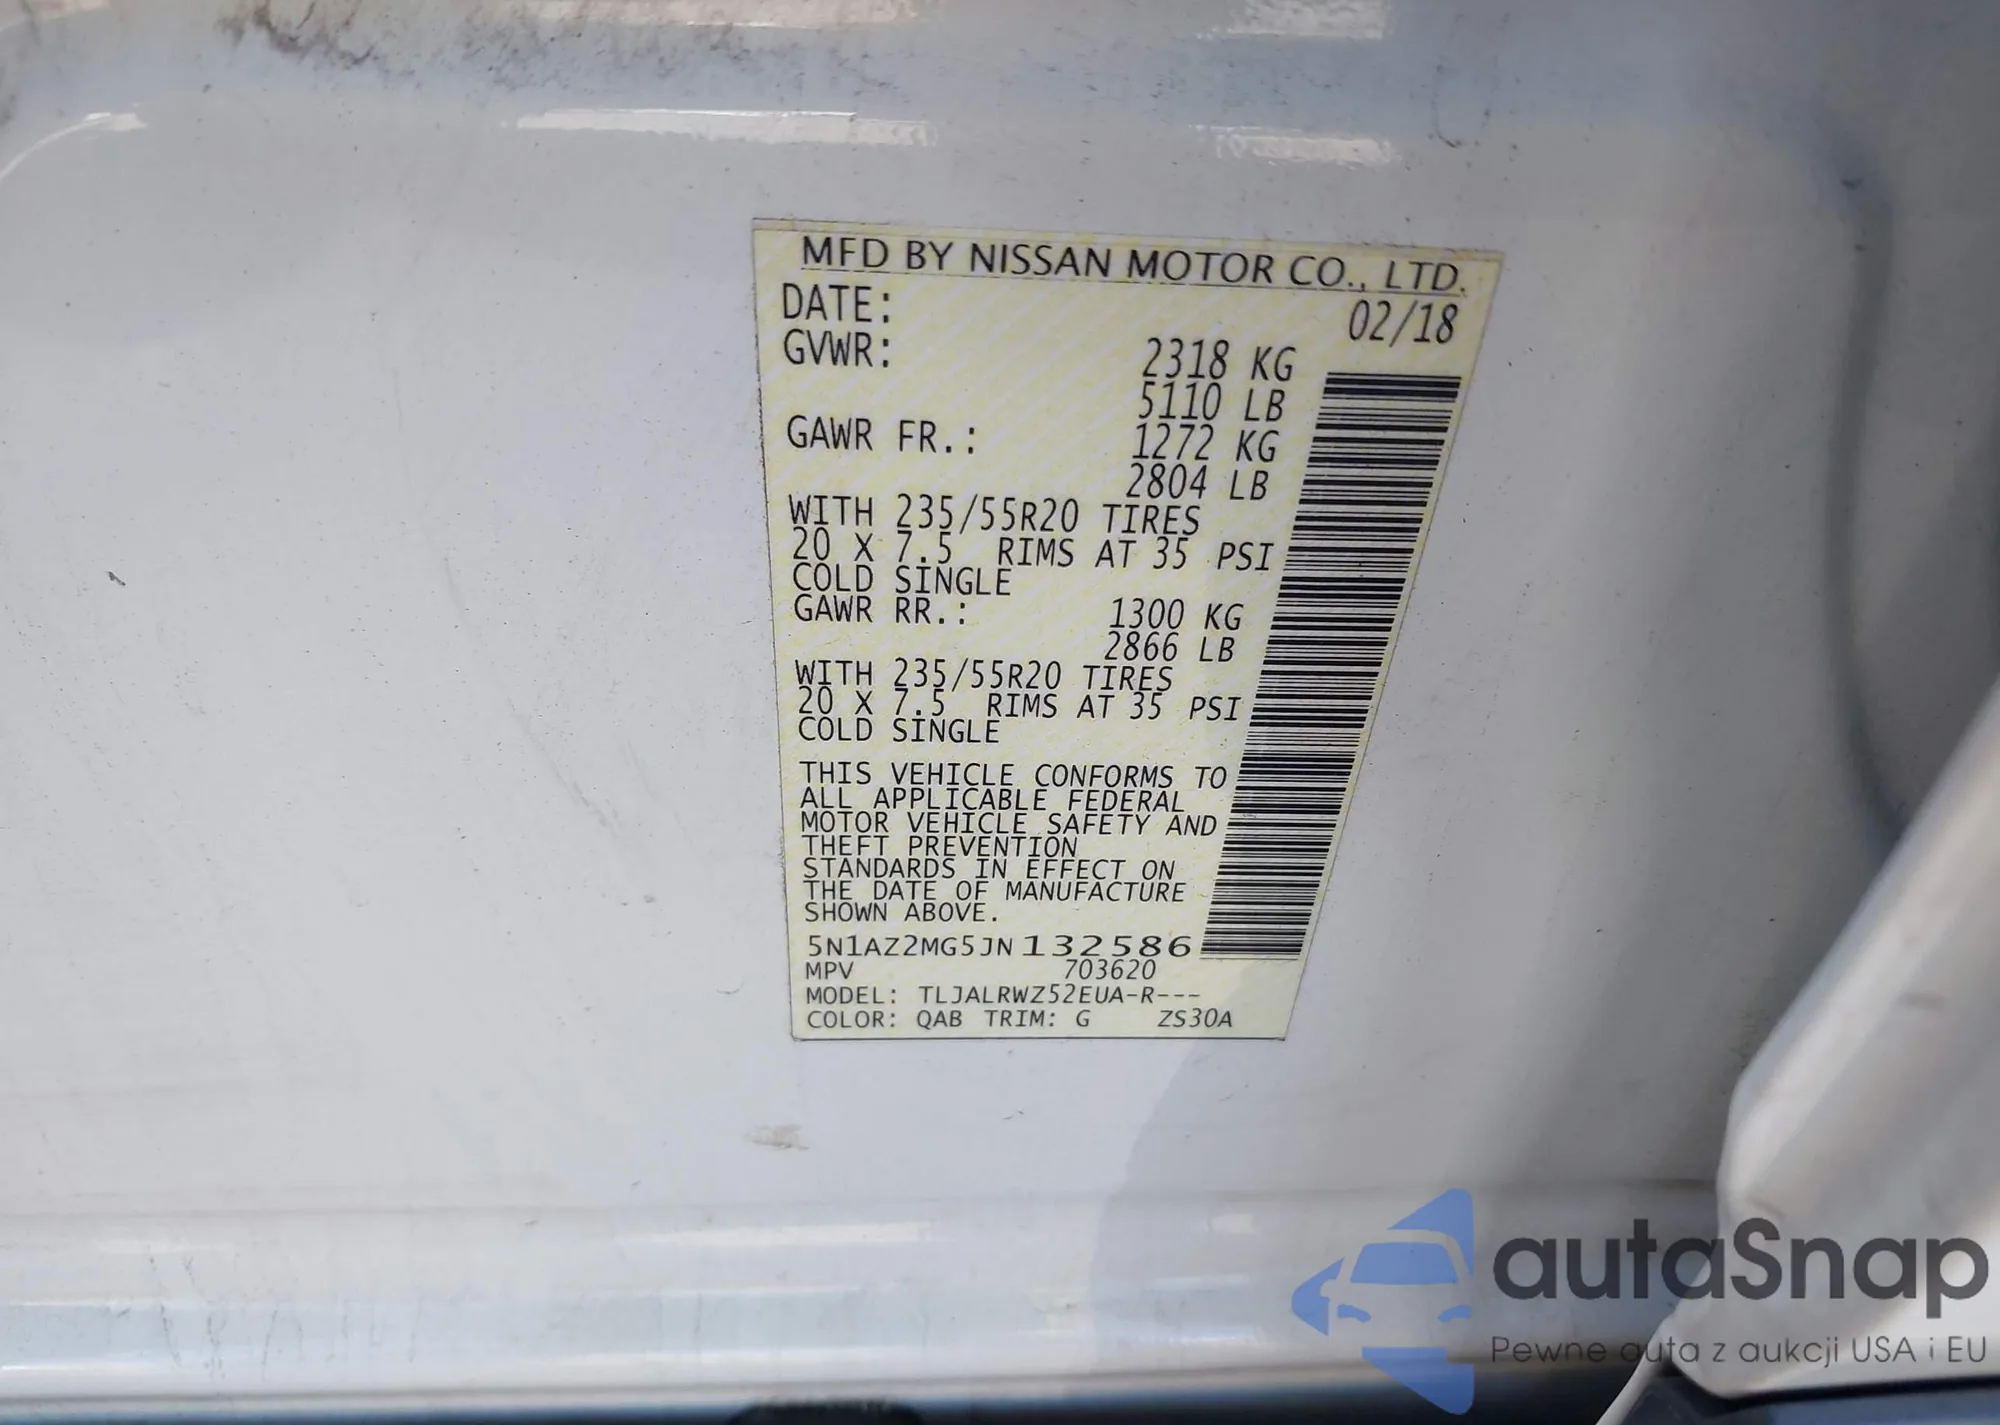 MFD BY NISSAN MOTOR CO., LTD.
DATE: 02/18
GVWR: 2318 KG
5110 LB
GAWR FR.: 1272 KG
2804 LB
WITH 235/55R20 TIRES
20 X 7.5 RIMS AT 35 PSI
COLD SINGLE
GAWR RR.: 1300 KG
2866 LB
WITH 235/55R20 TIRES
20 X 7.5 RIMS AT 35 PSI
COLD SINGLE
THIS VEHICLE CONFORMS TO
ALL APPLICABLE FEDERAL
MOTOR VEHICLE SAFETY AND
THEFT PREVENTION
STANDARDS IN EFFECT ON
THE DATE OF MANUFACTURE
SHOWN ABOVE.
5N1AZ2MG5JN132586
MPV 703620
MODEL: TLJALRWZ52EUA-R---
COLOR: QAB TRIM: G ZS30A
autaSnap
Pewne auta z aukcji USA i EU